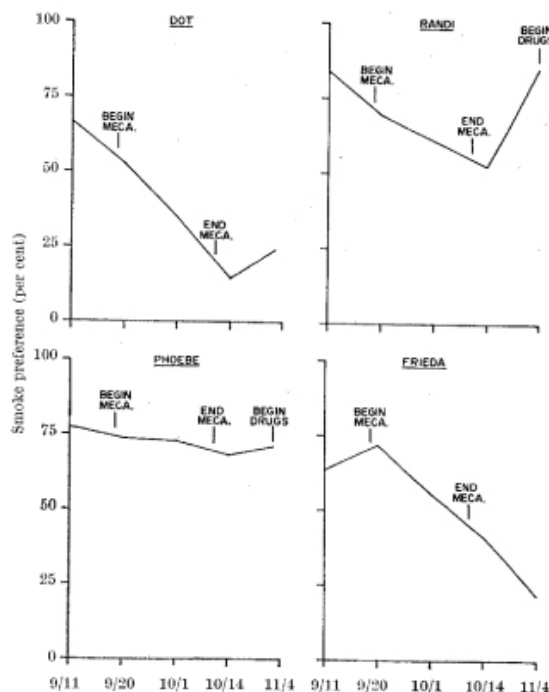 100
DOT
RANDI
BEGIN
DRUGS
BEGIN
MECA.
BEGIN
MECA.
75
END
MECA.
50
END
MECA.
25
0
Smoke preference (per cent)
100
PHOEBE
FRIEDA
BEGIN
MECA.
END
MECA.
BEGIN
DRUGS
BEGIN
MECA.
75
50
END
MECA.
25
0
9/11 9/20 10/1 10/14 11/4
9/11 9/20 10/1 10/14 11/4